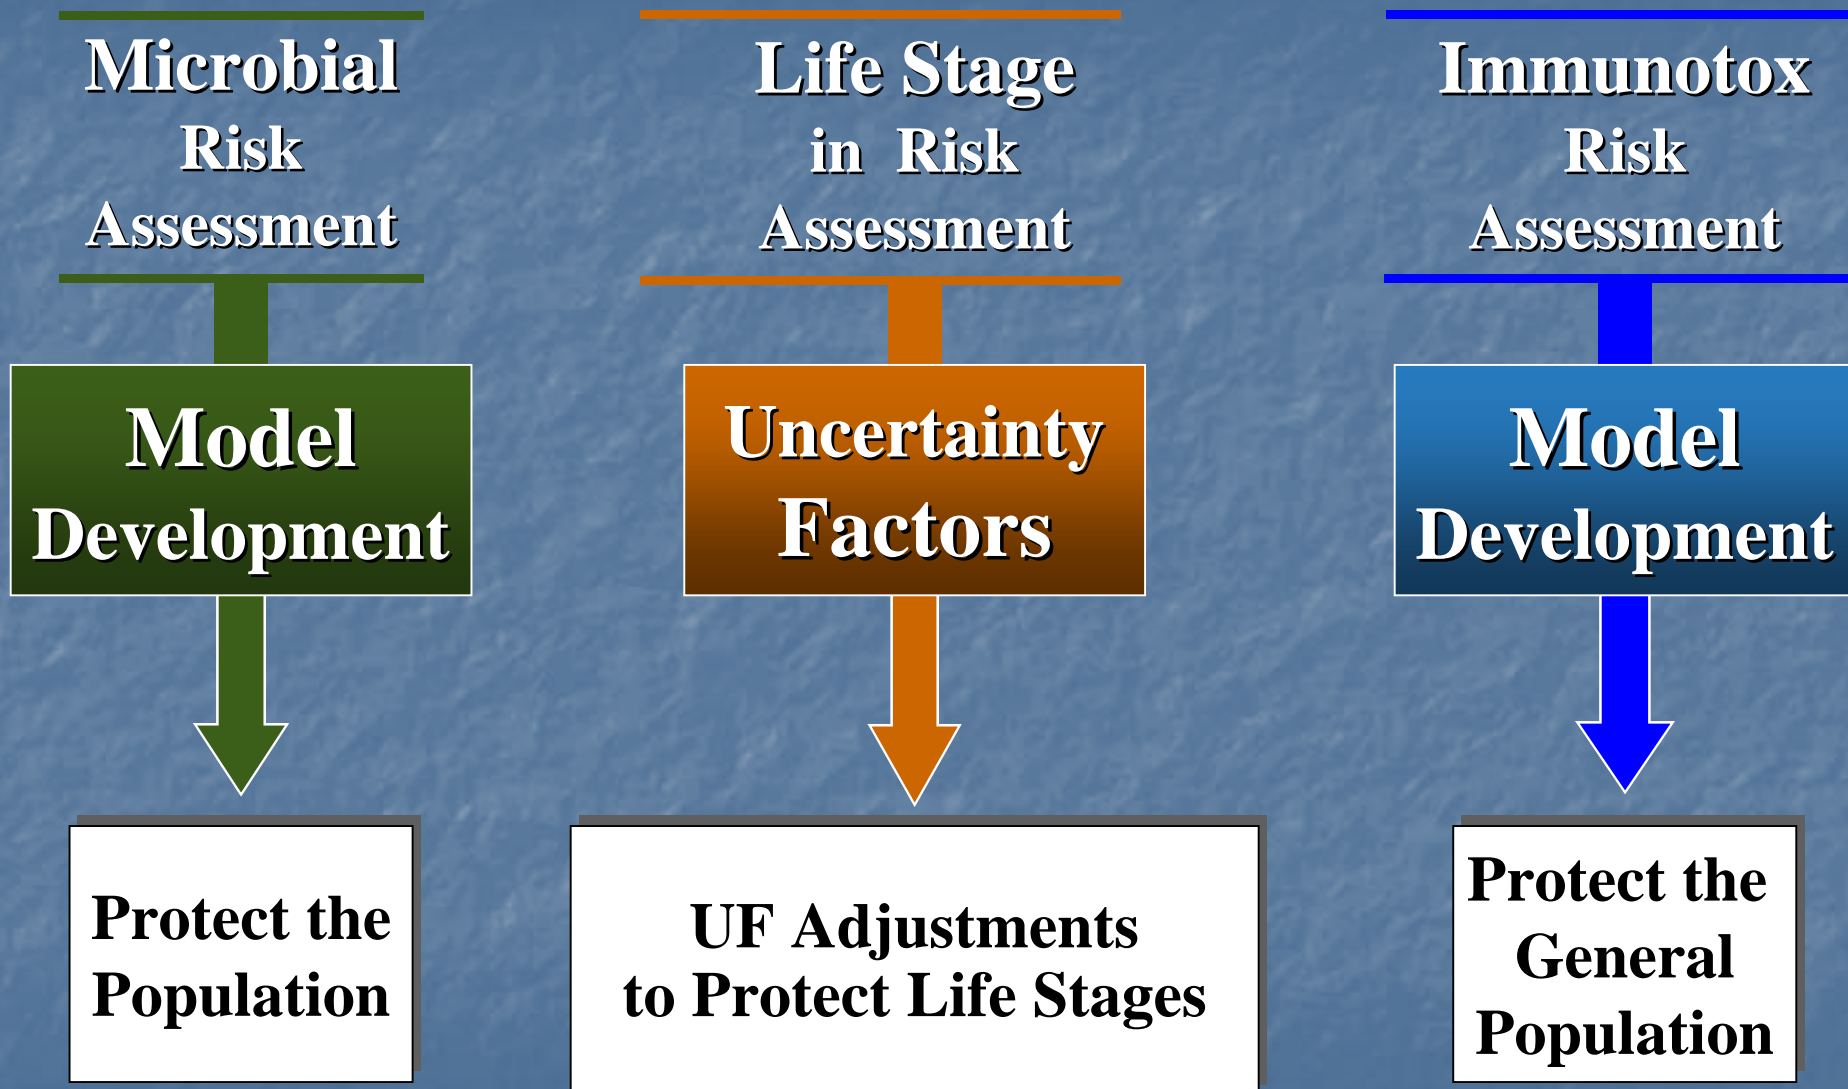 Microbial
Risk
Assessment
Life Stage
in Risk
Assessment
Immunotox
Risk
Assessment
Model
Development
Uncertainty
Factors
Model
Development
Protect the
Population
UF Adjustments
to Protect Life Stages
Protect the
General
Population